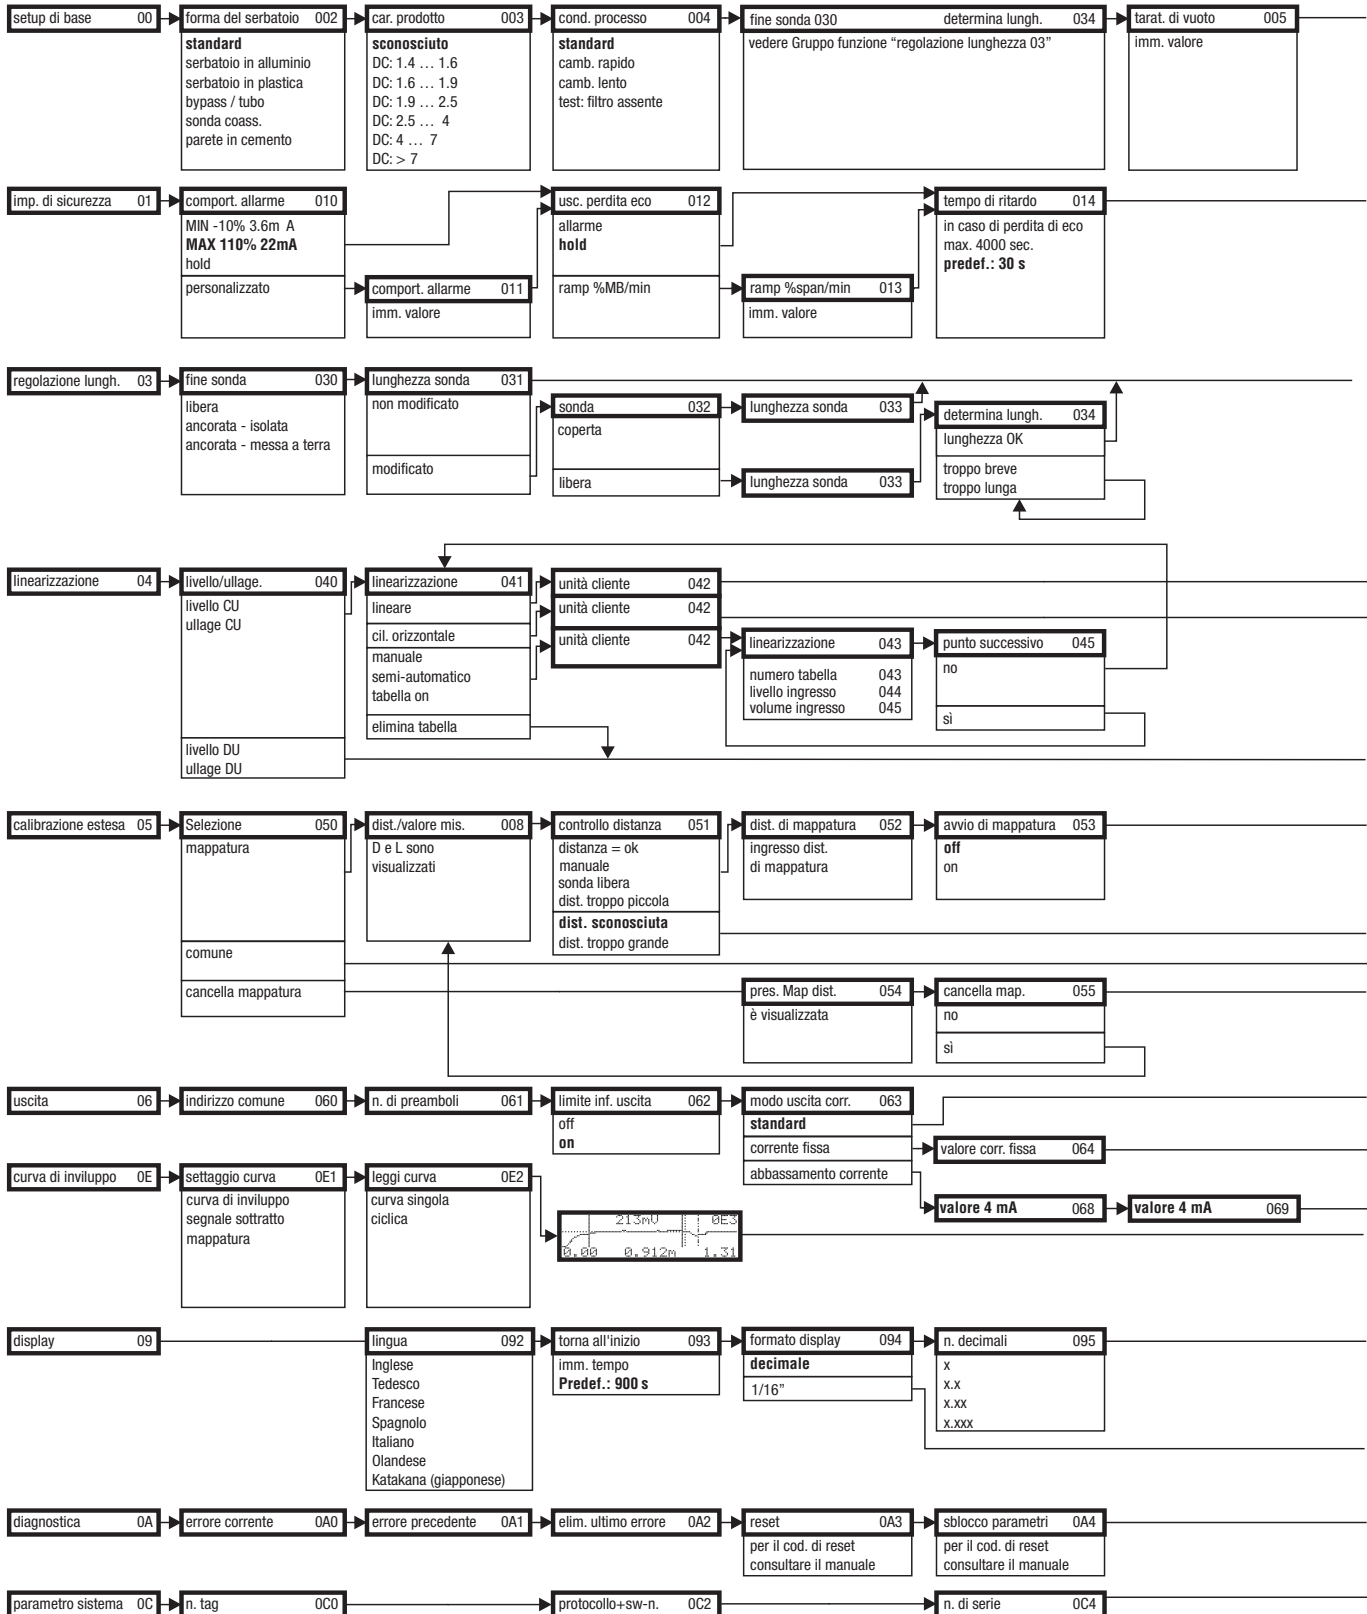 setup di base 00
forma del serbatoio 002
standard
serbatoio in alluminio
serbatoio in plastica
bypass / tubo
sonda coass.
parete in cemento
car. prodotto 003
sconosciuto
DC: 1.4 … 1.6
DC: 1.6 … 1.9
DC: 1.9 … 2.5
DC: 2.5 … 4
DC: 4 … 7
DC: > 7
cond. processo 004
standard
camb. rapido
camb. lento
test: filtro assente
fine sonda 030 determina lungh. 034
vedere Gruppo funzione “regolazione lunghezza 03”
tarat. di vuoto 005
imm. valore
imp. di sicurezza 01
comport. allarme 010
MIN -10% 3.6m A
MAX 110% 22mA
hold
personalizzato
comport. allarme 011
imm. valore
usc. perdita eco 012
allarme
hold
ramp %MB/min
ramp %span/min 013
imm. valore
tempo di ritardo 014
in caso di perdita di eco
max. 4000 sec.
predef.: 30 s
regolazione lungh. 03
fine sonda 030
libera
ancorata - isolata
ancorata - messa a terra
lunghezza sonda 031
non modificato
modificato
sonda 032
coperta
libera
lunghezza sonda 033
lunghezza sonda 033
determina lungh. 034
lunghezza OK
troppo breve
troppo lunga
linearizzazione 04
livello/ullage. 040
livello CU
ullage CU
livello DU
ullage DU
linearizzazione 041
lineare
cil. orizzontale
manuale
semi-automatico
tabella on
elimina tabella
unità cliente 042
unità cliente 042
unità cliente 042
linearizzazione 043
numero tabella 043
livello ingresso 044
volume ingresso 045
punto successivo 045
no
sì
calibrazione estesa 05
Selezione 050
mappatura
comune
cancella mappatura
dist./valore mis. 008
D e L sono
visualizzati
controllo distanza 051
distanza = ok
manuale
sonda libera
dist. troppo piccola
dist. sconosciuta
dist. troppo grande
dist. di mappatura 052
ingresso dist.
di mappatura
avvio di mappatura 053
off
on
pres. Map dist. 054
è visualizzata
cancella map. 055
no
sì
uscita 06
indirizzo comune 060
n. di preamboli 061
limite inf. uscita 062
off
on
modo uscita corr. 063
standard
corrente fissa
abbassamento corrente
valore corr. fissa 064
valore 4 mA 068
valore 4 mA 069
curva di inviluppo 0E
settaggio curva 0E1
curva di inviluppo
segnale sottratto
mappatura
leggi curva 0E2
curva singola
ciclica
213mV 0E3
0.00 0.912m 1.31
display 09
lingua 092
Inglese
Tedesco
Francese
Spagnolo
Italiano
Olandese
Katakana (giapponese)
torna all'inizio 093
imm. tempo
Predef.: 900 s
formato display 094
decimale
1/16”
n. decimali 095
x
x.x
x.xx
x.xxx
diagnostica 0A
errore corrente 0A0
errore precedente 0A1
elim. ultimo errore 0A2
reset 0A3
per il cod. di reset
consultare il manuale
sblocco parametri 0A4
per il cod. di reset
consultare il manuale
parametro sistema 0C
n. tag 0C0
protocollo+sw-n. 0C2
n. di serie 0C4